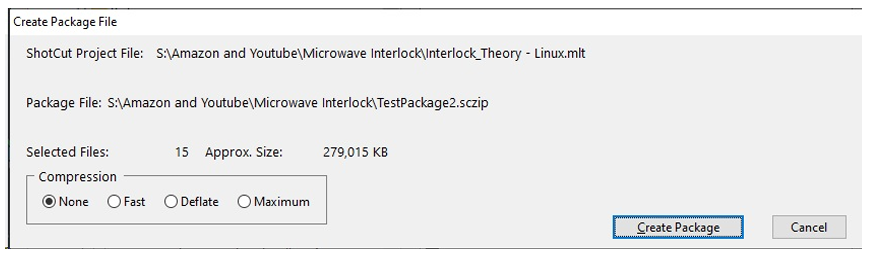 Create Package File
ShotCut Project File: S:\Amazon and Youtube\Microwave Interlock\Interlock_Theory - Linux.mlt
Package File: S:\Amazon and Youtube\Microwave Interlock\TestPackage2.sczip
Selected Files: 15 Approx. Size: 279,015 KB
Compression
None Fast Deflate Maximum
Create Package Cancel